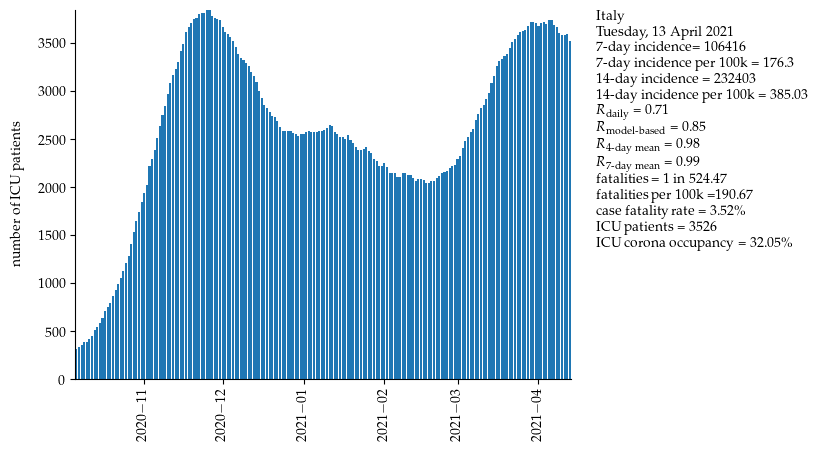 number of ICU patients
3500
3000
2500
2000
1500
1000
500
0
2020−11
2020−12
2021−01
2021−02
2021−03
2021−04
Italy
Tuesday, 13 April 2021
7-day incidence= 106416
7-day incidence per 100k = 176.3
14-day incidence = 232403
14-day incidence per 100k = 385.03
R daily = 0.71
R model-based = 0.85
R 4-day mean = 0.98
R 7-day mean = 0.99
fatalities = 1 in 524.47
fatalities per 100k =190.67
case fatality rate = 3.52%
ICU patients = 3526
ICU corona occupancy = 32.05%